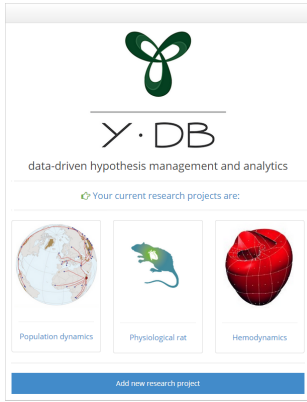 Y · DB
data-driven hypothesis management and analytics
Your current research projects are:
Population dynamics
Physiological rat
Hemodynamics
Add new research project